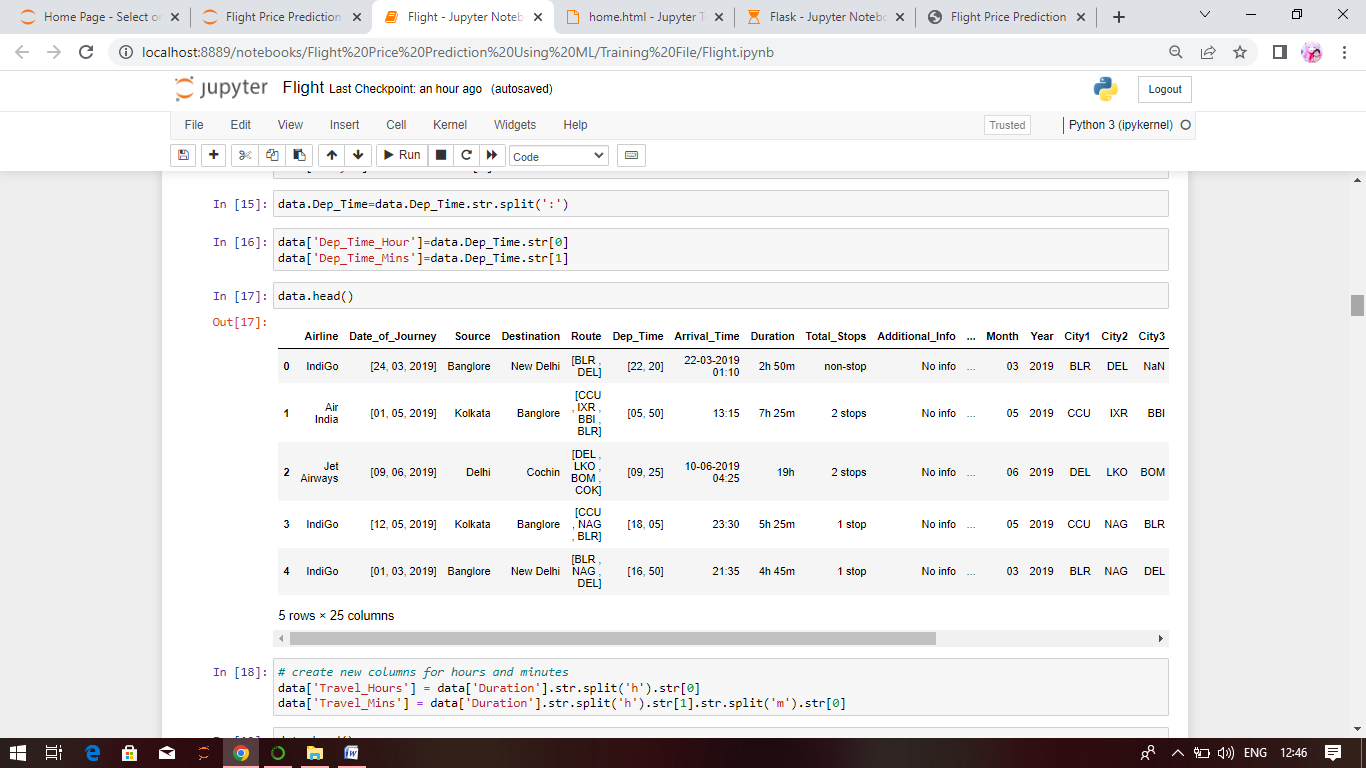 Home Page - Select or
Flight Price Prediction
Flight - Jupyter Noteb
home.html - Jupyter T
Flask - Jupyter Notebo
Flight Price Prediction
localhost:8889/notebooks/Flight%20Price%20Prediction%20Using%20ML/Training%20File/Flight.ipynb
jupyter Flight Last Checkpoint: an hour ago (autosaved)
Logout
File Edit View Insert Cell Kernel Widgets Help
Trusted
Python 3 (ipykernel)
Run
Code
In [15]: data.Dep_Time=data.Dep_Time.str.split(':')
In [16]: data['Dep_Time_Hour']=data.Dep_Time.str[0]
data['Dep_Time_Mins']=data.Dep_Time.str[1]
In [17]: data.head()
Out[17]:
Airline Date_of_Journey Source Destination Route Dep_Time Arrival_Time Duration Total_Stops Additional_Info ... Month Year City1 City2 City3
0 IndiGo [24, 03, 2019] Banglore New Delhi [BLR , DEL] [22, 20] 22-03-2019 01:10 2h 50m non-stop No info ... 03 2019 BLR DEL NaN
1 Air India [01, 05, 2019] Kolkata Banglore [CCU , IXR , BBI , BLR] [05, 50] 13:15 7h 25m 2 stops No info ... 05 2019 CCU IXR BBI
2 Jet Airways [09, 06, 2019] Delhi Cochin [DEL , LKO , BOM , COK] [09, 25] 10-06-2019 04:25 19h 2 stops No info ... 06 2019 DEL LKO BOM
3 IndiGo [12, 05, 2019] Kolkata Banglore [CCU , NAG , BLR] [18, 05] 23:30 5h 25m 1 stop No info ... 05 2019 CCU NAG BLR
4 IndiGo [01, 03, 2019] Banglore New Delhi [BLR , NAG , DEL] [16, 50] 21:35 4h 45m 1 stop No info ... 03 2019 BLR NAG DEL
5 rows × 25 columns
In [18]: # create new columns for hours and minutes
data['Travel_Hours'] = data['Duration'].str.split('h').str[0]
data['Travel_Mins'] = data['Duration'].str.split('h').str[1].str.split('m').str[0]
ENG 12:46